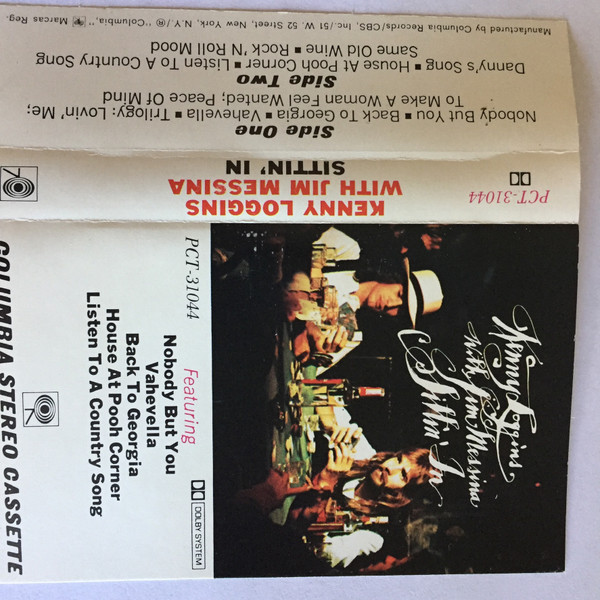 Manufactured by Columbia Records/CBS, Inc./51 W. 52 Street, New York, N.Y./ "Columbia,", Marcas Reg.
Side One
Nobody But You ■ Back To Georgia ■ Vahevella ■ Trilogy: Lovin' Me;
To Make A Woman Feel Wanted; Peace Of Mind
Side Two
Danny's Song ■ House At Pooh Corner ■ Listen To A Country Song
Same Old Wine ■ Rock 'N Roll Mood
PCT-31044
KENNY LOGGINS
WITH JIM MESSINA
SITTIN' IN
Kenny Loggins
with Jim Messina
Sittin' In
PCT-31044
Featuring
Nobody But You
Vahevella
Back To Georgia
House At Pooh Corner
Listen To A Country Song
DOLBY SYSTEM
COLUMBIA STEREO CASSETTE